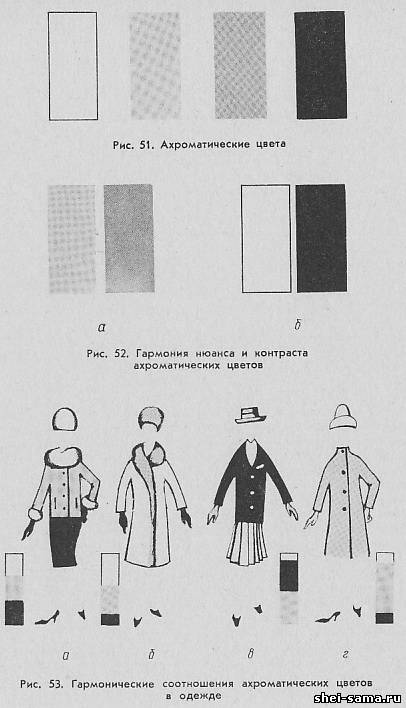 Рис. 51. Ахроматические цвета
а б
Рис. 52. Гармония нюанса и контраста
ахроматических цветов
а б в г
Рис. 53. Гармонические соотношения ахроматических цветов
в одежде
shei-sama.ru